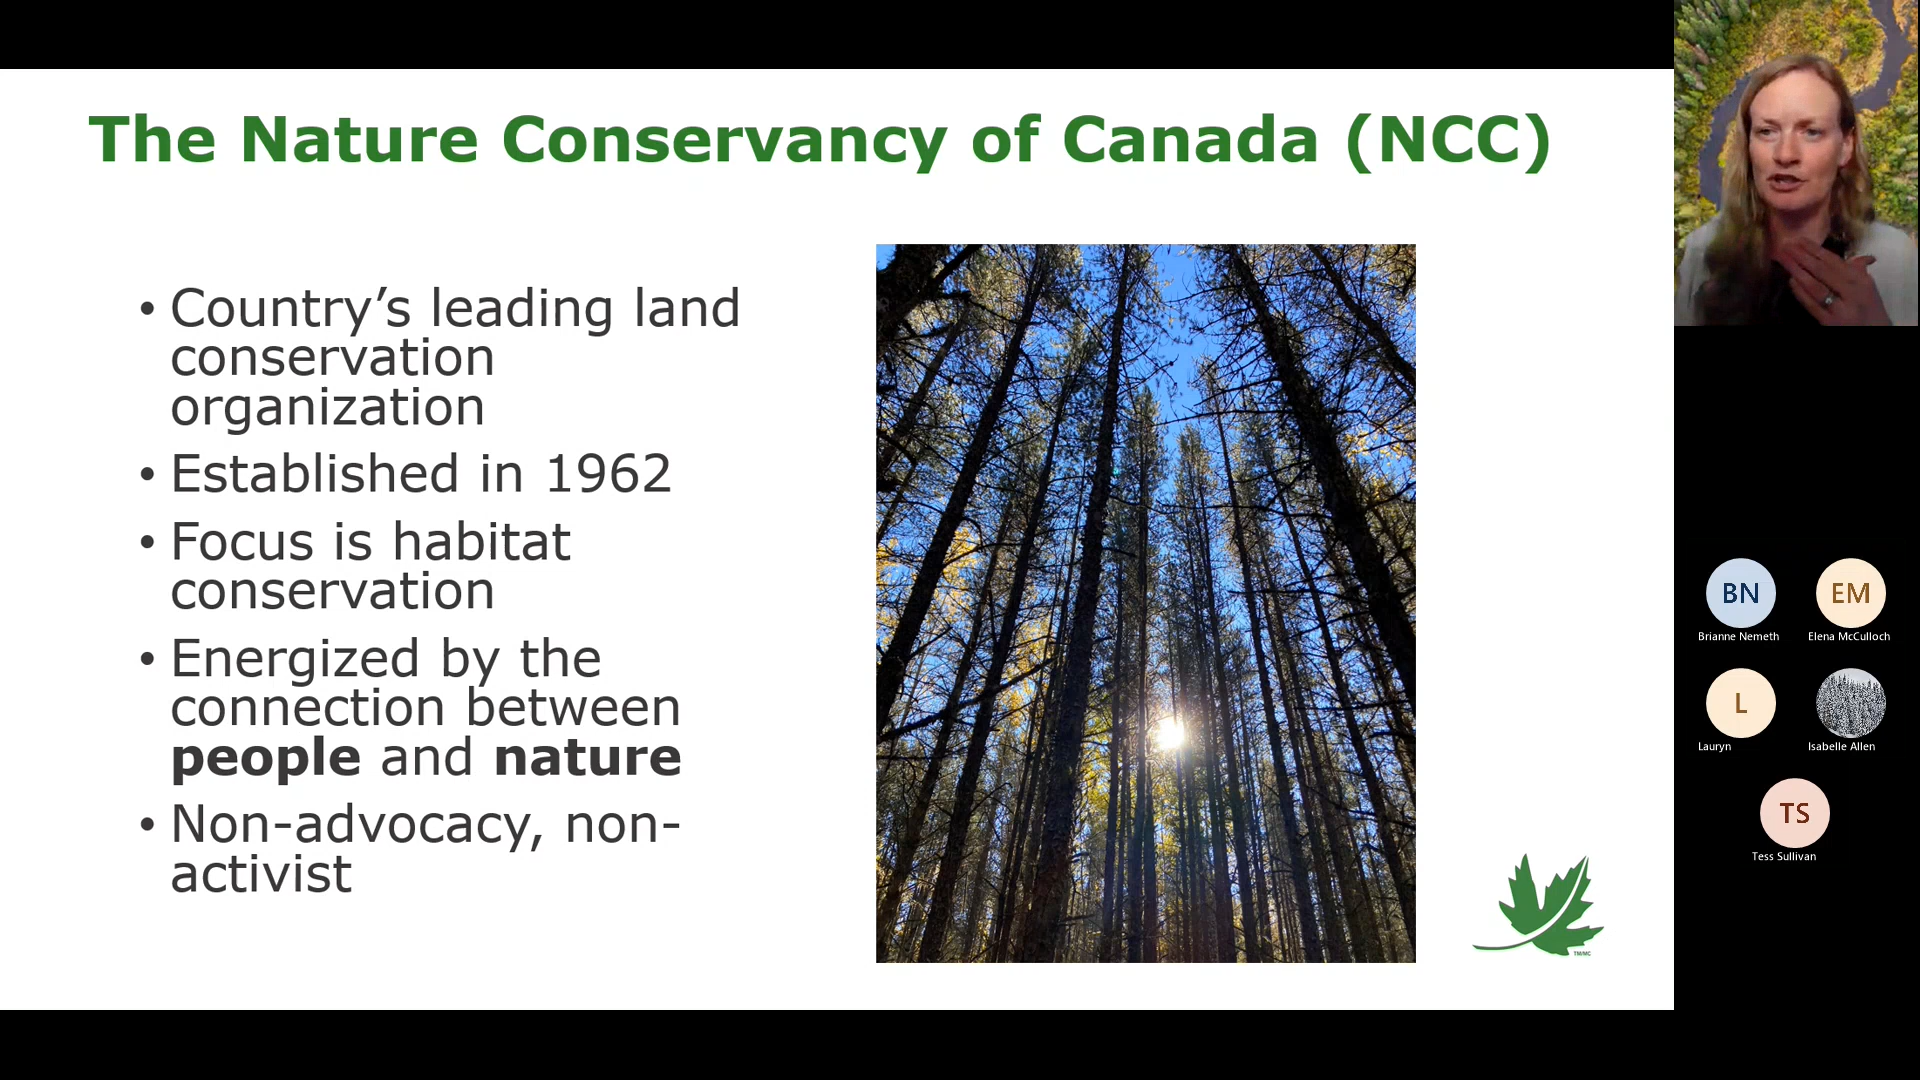 The Nature Conservancy of Canada (NCC)
• Country’s leading land
conservation
organization
• Established in 1962
• Focus is habitat
conservation
• Energized by the
connection between
people and nature
• Non-advocacy, non-
activist
TM/MC
BN
Brianne Nemeth
EM
Elena McCulloch
L
Lauryn
Isabelle Allen
TS
Tess Sullivan